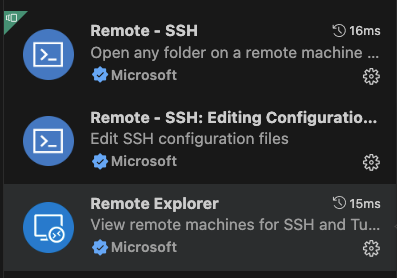 Remote - SSH 16ms
Open any folder on a remote machine ...
Microsoft
Remote - SSH: Editing Configuratio...
Edit SSH configuration files
Microsoft
Remote Explorer 15ms
View remote machines for SSH and Tu...
Microsoft